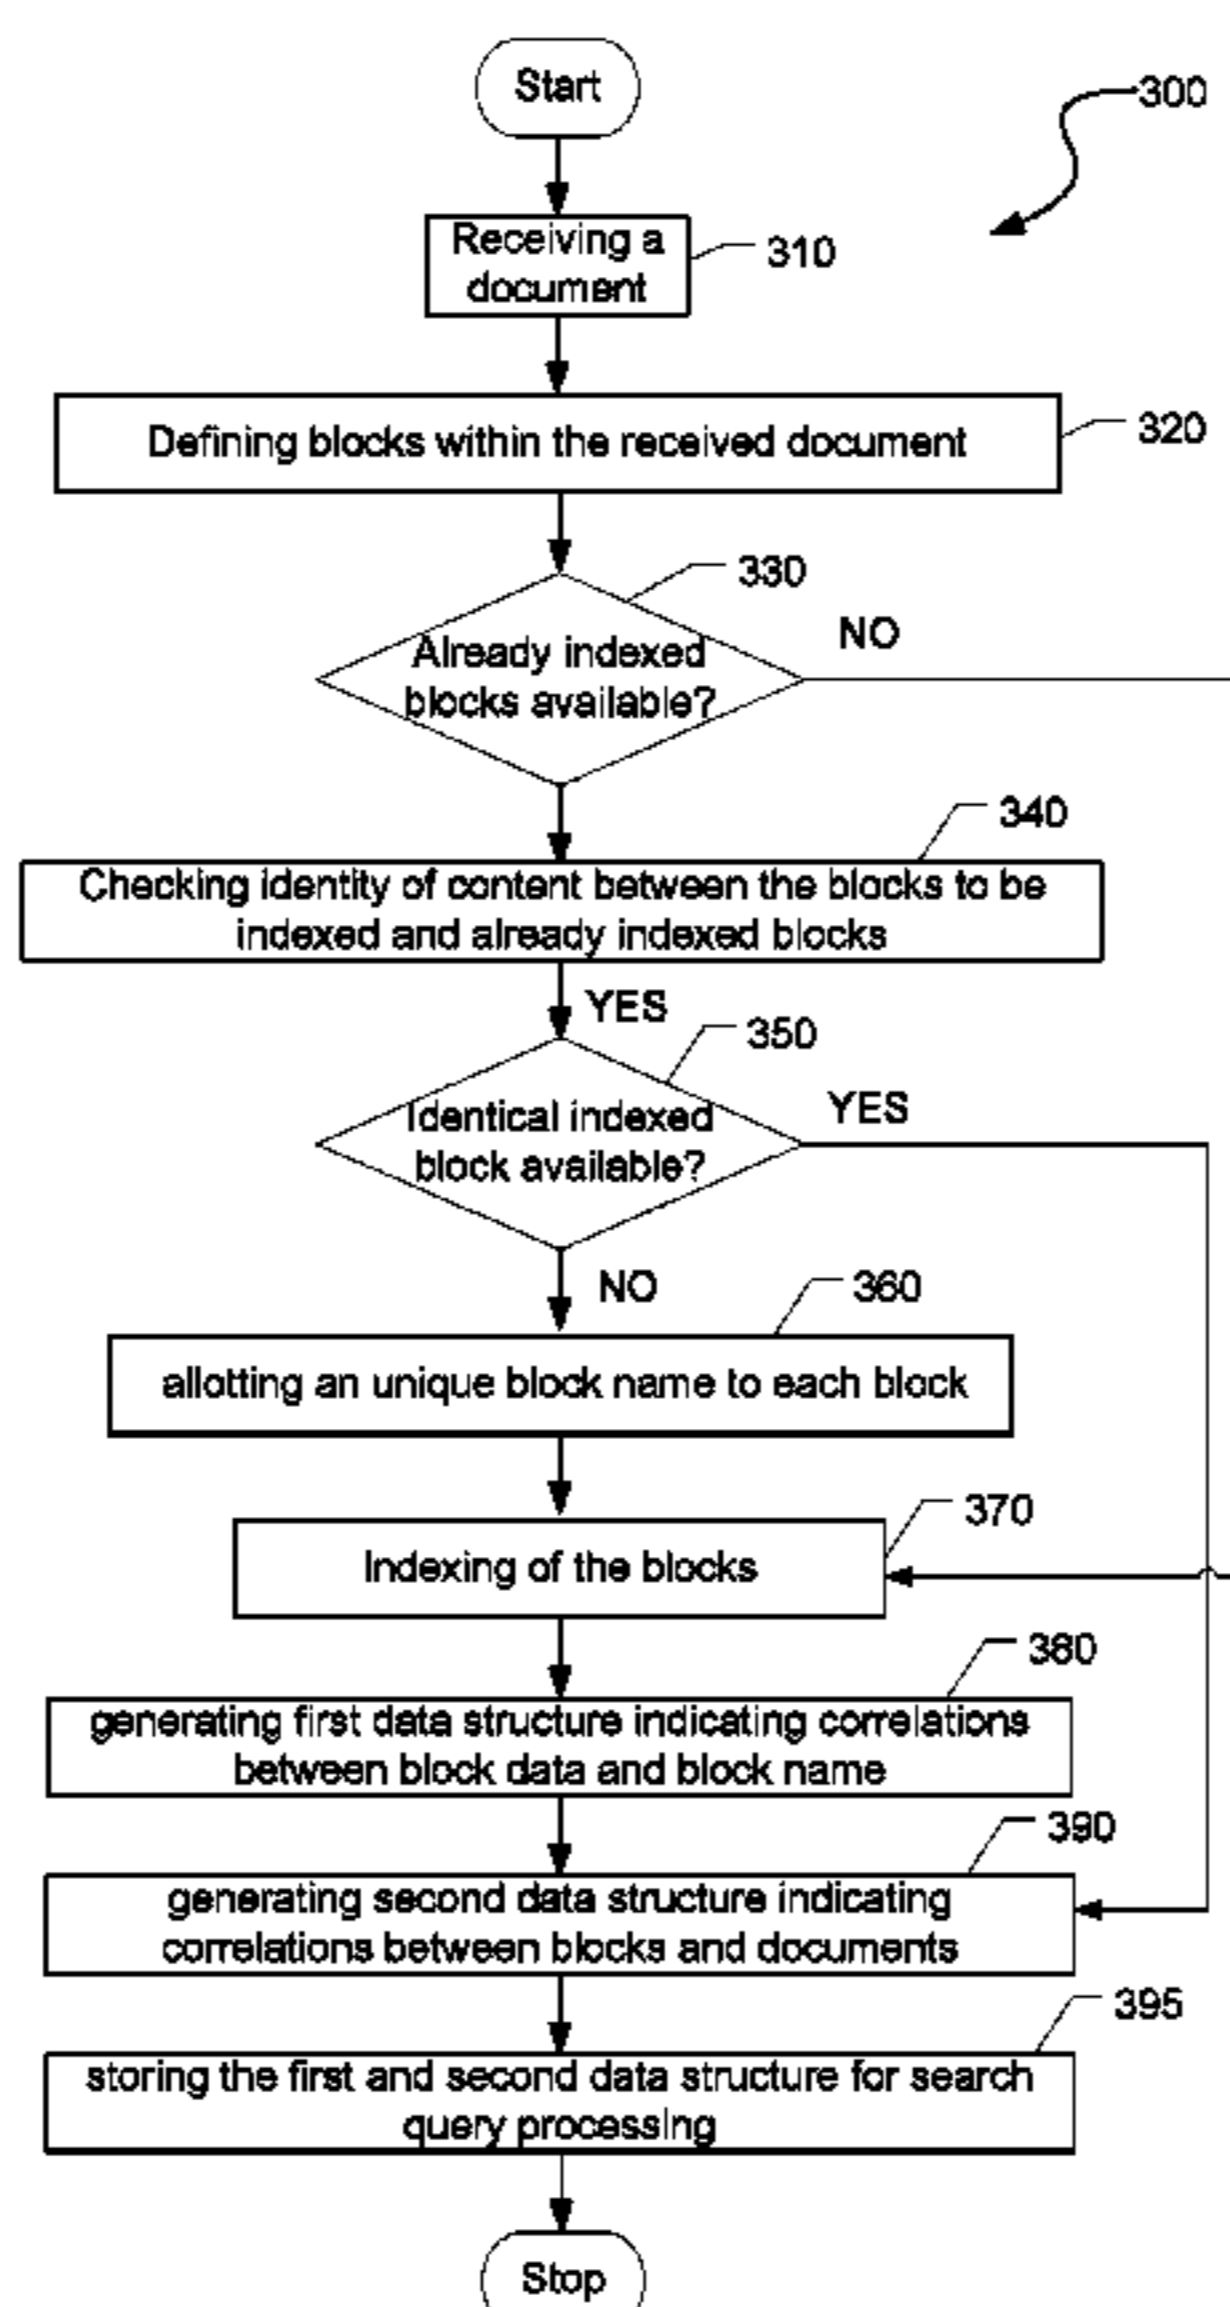 Start
300
Receiving a
document
310
Defining blocks within the received document
320
330
NO
Already indexed
blocks available?
340
Checking identity of content between the blocks to be
indexed and already indexed blocks
YES
350
Identical indexed
block available?
YES
NO
360
allotting an unique block name to each block
370
Indexing of the blocks
380
generating first data structure indicating correlations
between block data and block name
390
generating second data structure indicating
correlations between blocks and documents
395
storing the first and second data structure for search
query processing
Stop